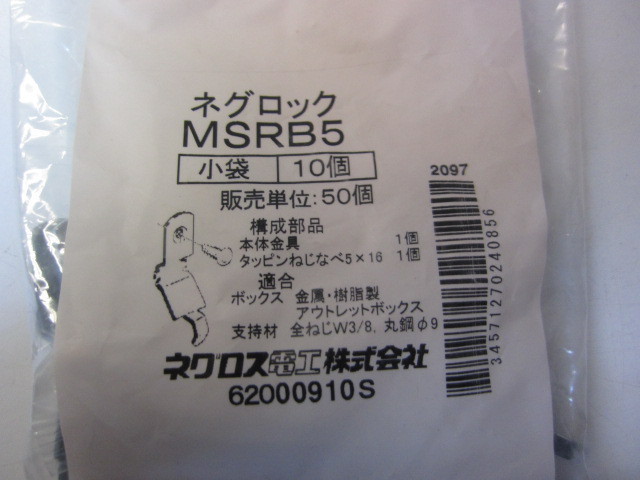 ネグロック
MSRB5
小袋 10個
販売単位:50個
2097
構成部品
本体金具 1個
タッピンねじなべ5×16 1個
適合
ボックス 金属・樹脂製
アウトレットボックス
支持材 全ねじW3/8, 丸鋼φ9
ネグロス電工株式会社
62000910S
34571270240856